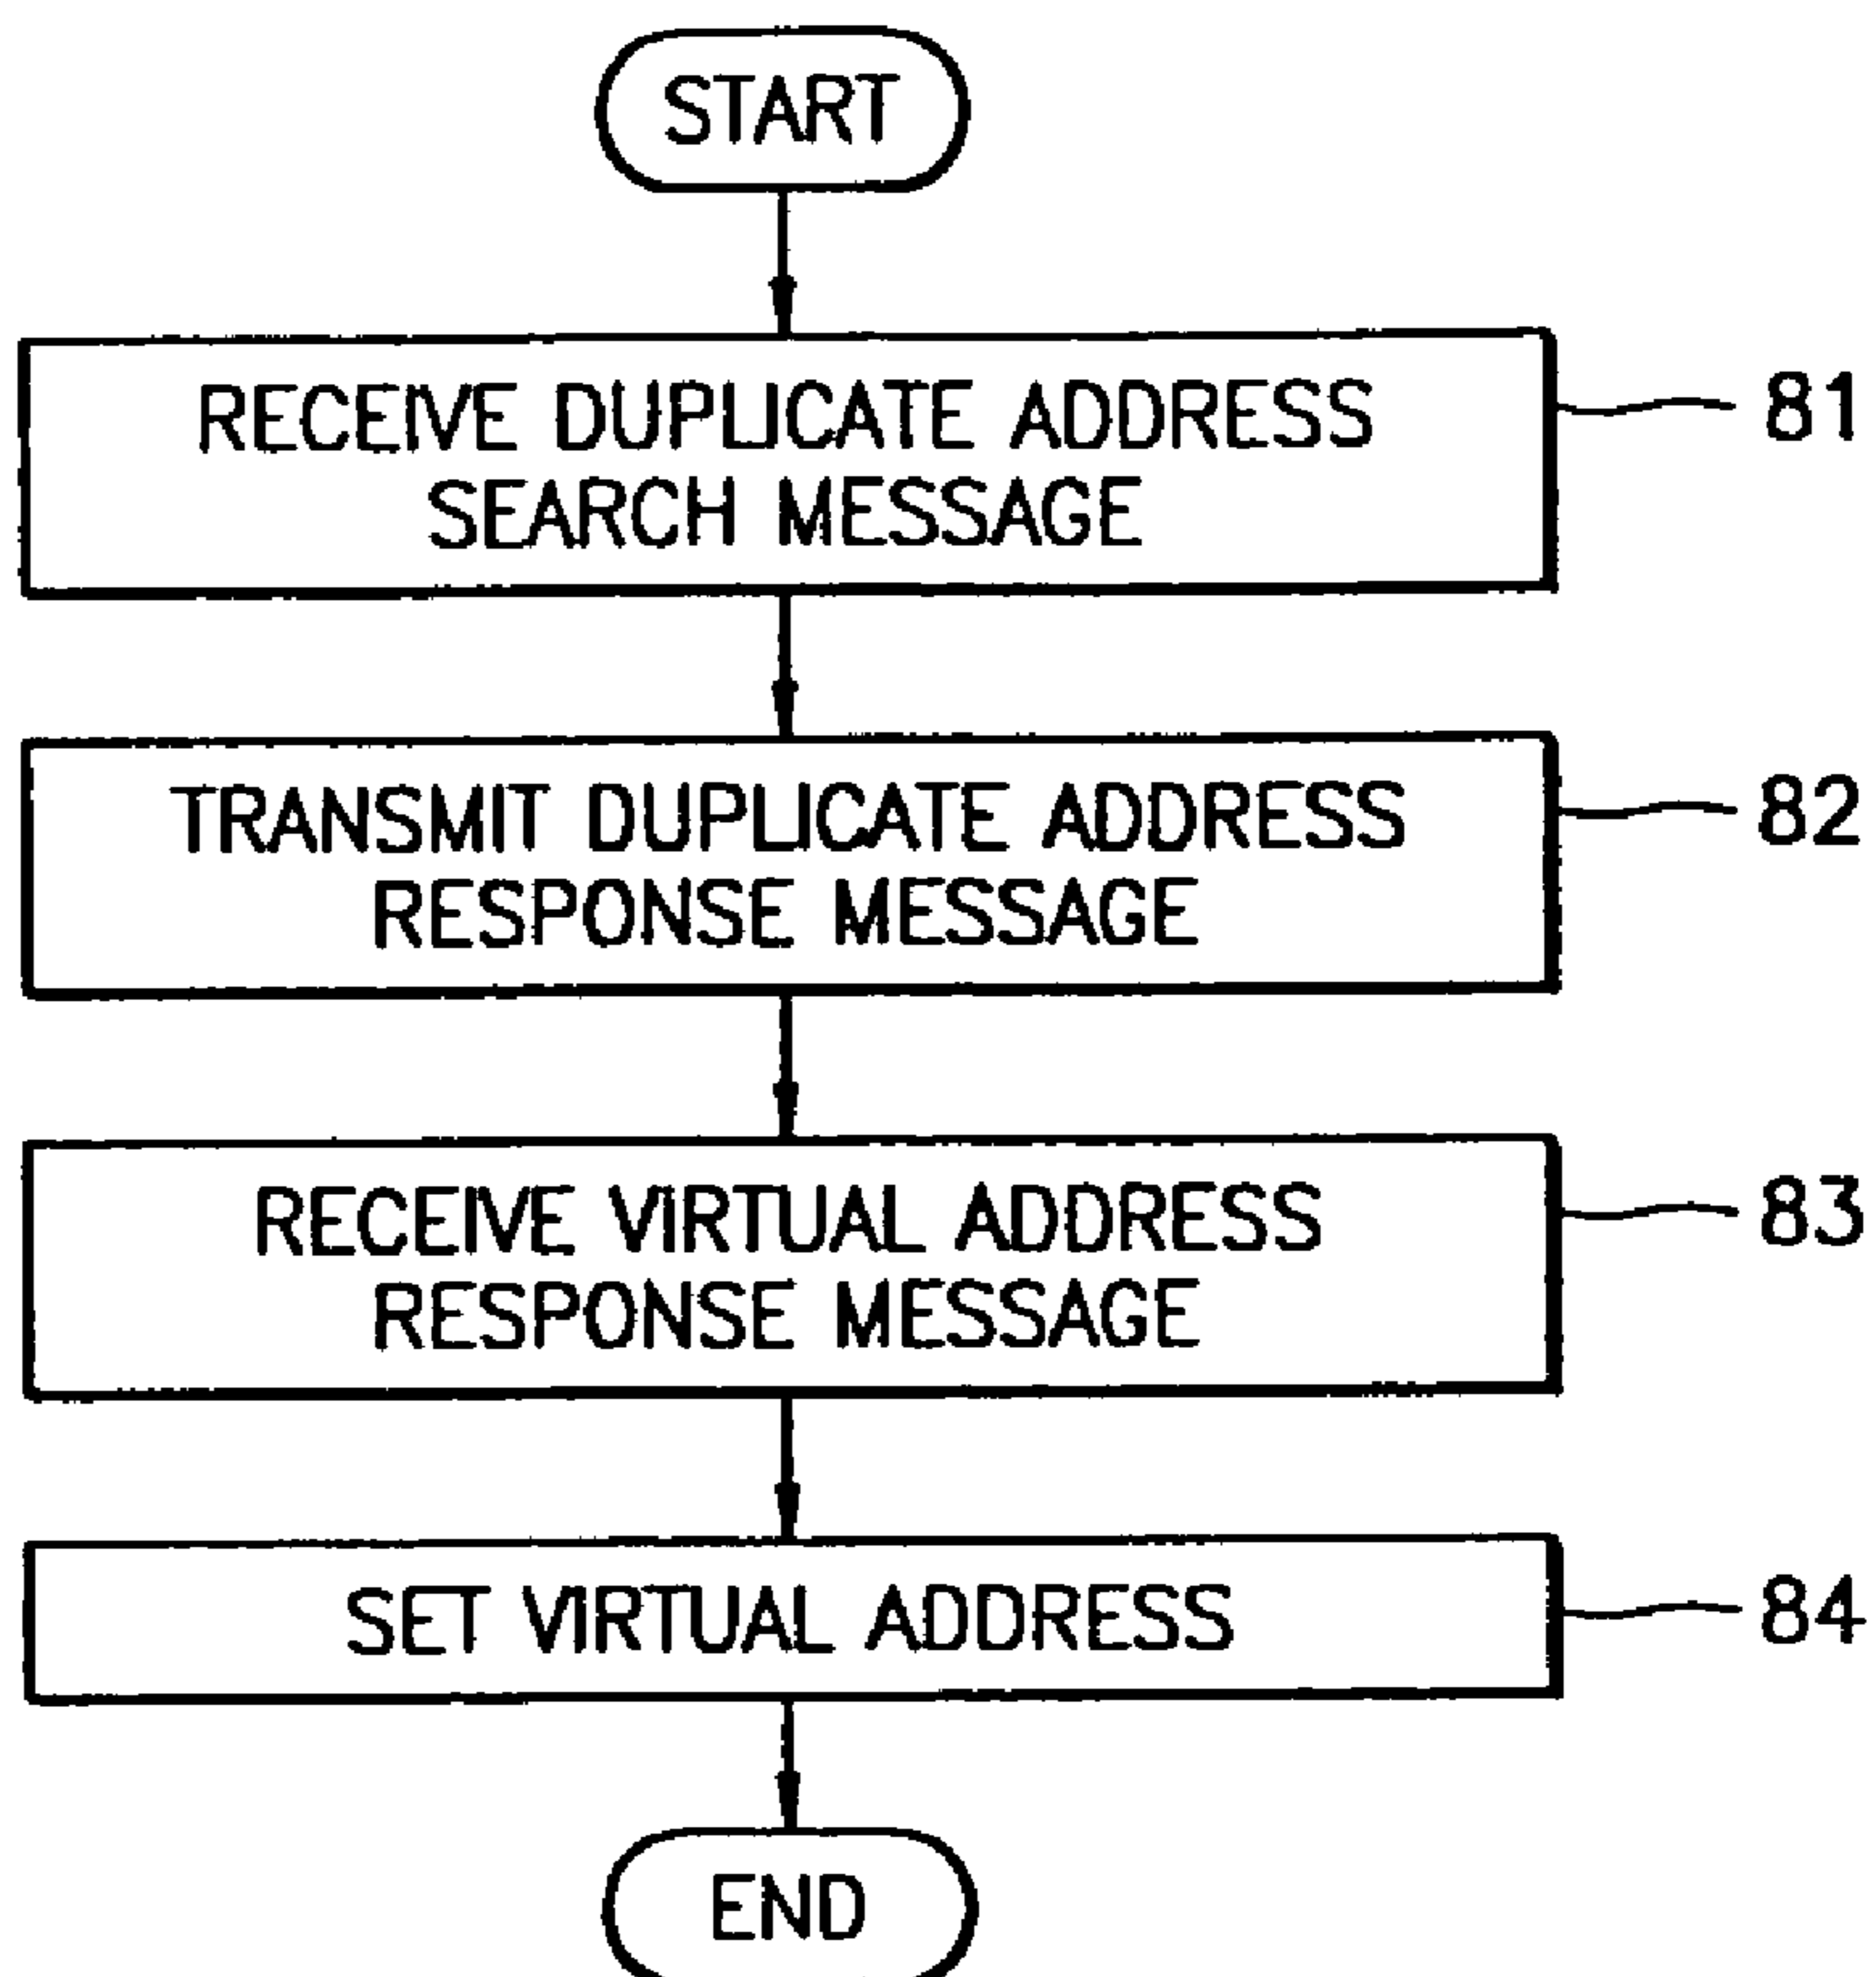 START
RECEIVE DUPLICATE ADDRESS
SEARCH MESSAGE
81
TRANSMIT DUPLICATE ADDRESS
RESPONSE MESSAGE
82
RECEIVE VIRTUAL ADDRESS
RESPONSE MESSAGE
83
SET VIRTUAL ADDRESS
84
END